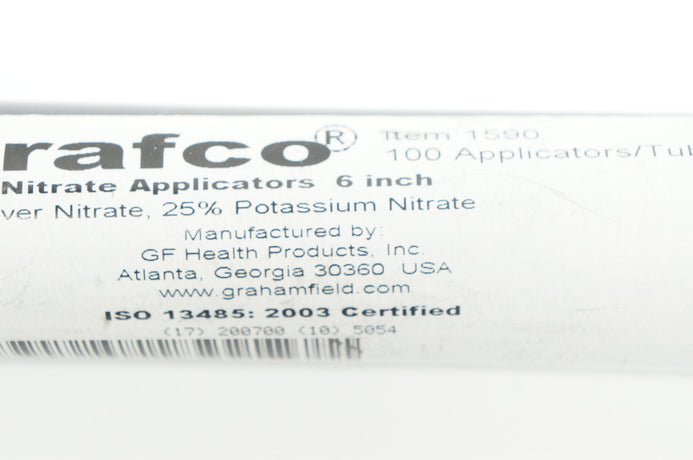 rafco® Item 1590
100 Applicators/Tub
Nitrate Applicators 6 inch
ver Nitrate, 25% Potassium Nitrate
Manufactured by:
GF Health Products, Inc.
Atlanta, Georgia 30360 USA
www.grahamfield.com
ISO 13485: 2003 Certified
(17) 200700 (10) 5054